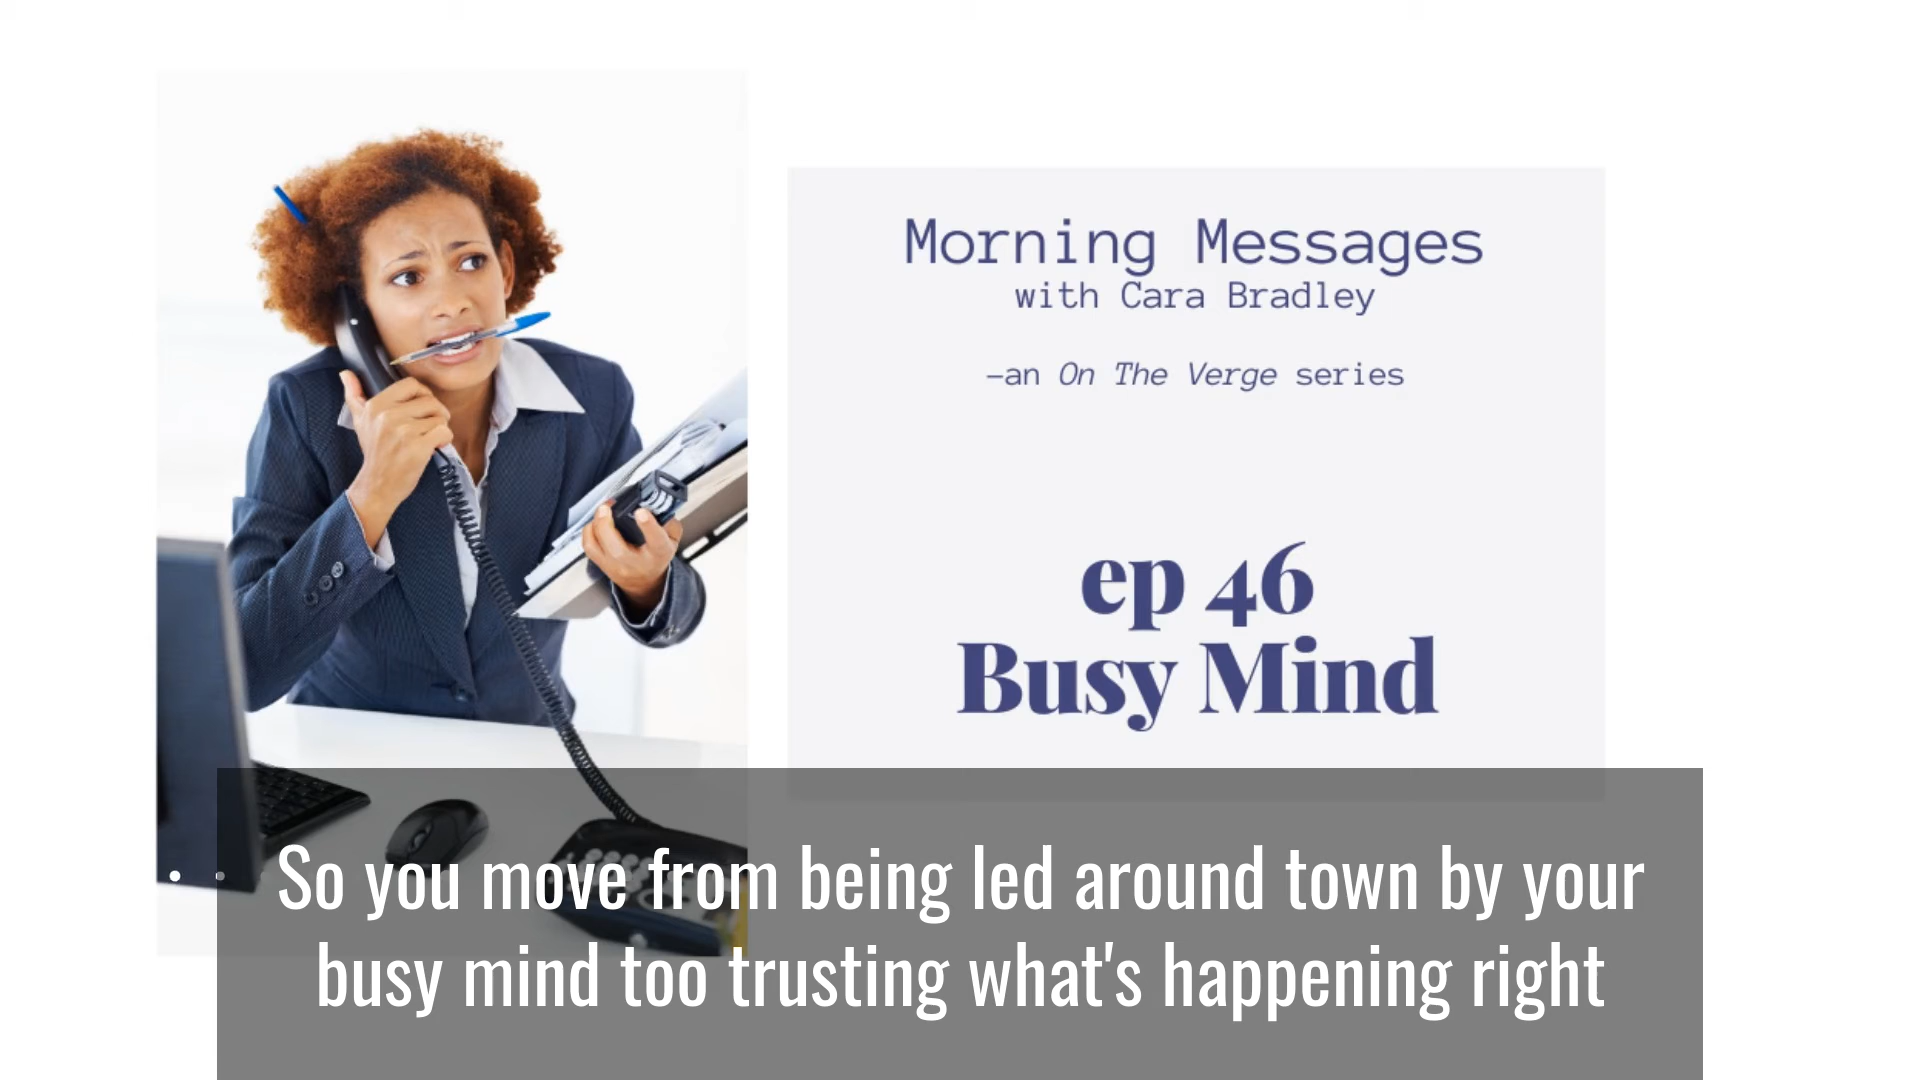 Morning Messages
with Cara Bradley
–an On The Verge series
ep 46
Busy Mind
So you move from being led around town by your
busy mind too trusting what's happening right